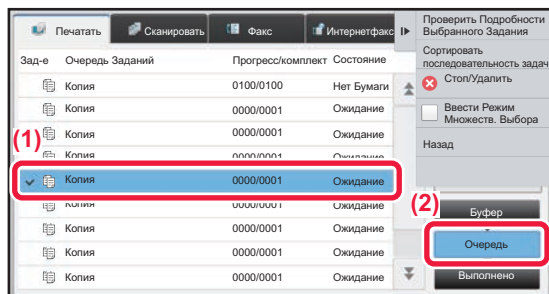 Печатать Сканировать Факс Интернетфакс
Зад-е Очередь Заданий Прогресс/комплект Состояние
Копия 0100/0100 Нет Бумаги
Копия 0000/0001 Ожидание
(1) Копия 0000/0001 Ожидание
Копия 0000/0001 Ожидание
Копия 0000/0001 Ожидание
Копия 0000/0001 Ожидание
Копия 0000/0001 Ожидание
Копия 0000/0001 Ожидание
Копия 0000/0001 Ожидание
Проверить Подробности
Выбранного Задания
Сортировать
последовательность задач
Стоп/Удалить
Ввести Режим
Множеств. Выбора
Назад
(2)
Буфер
Очередь
Выполнено